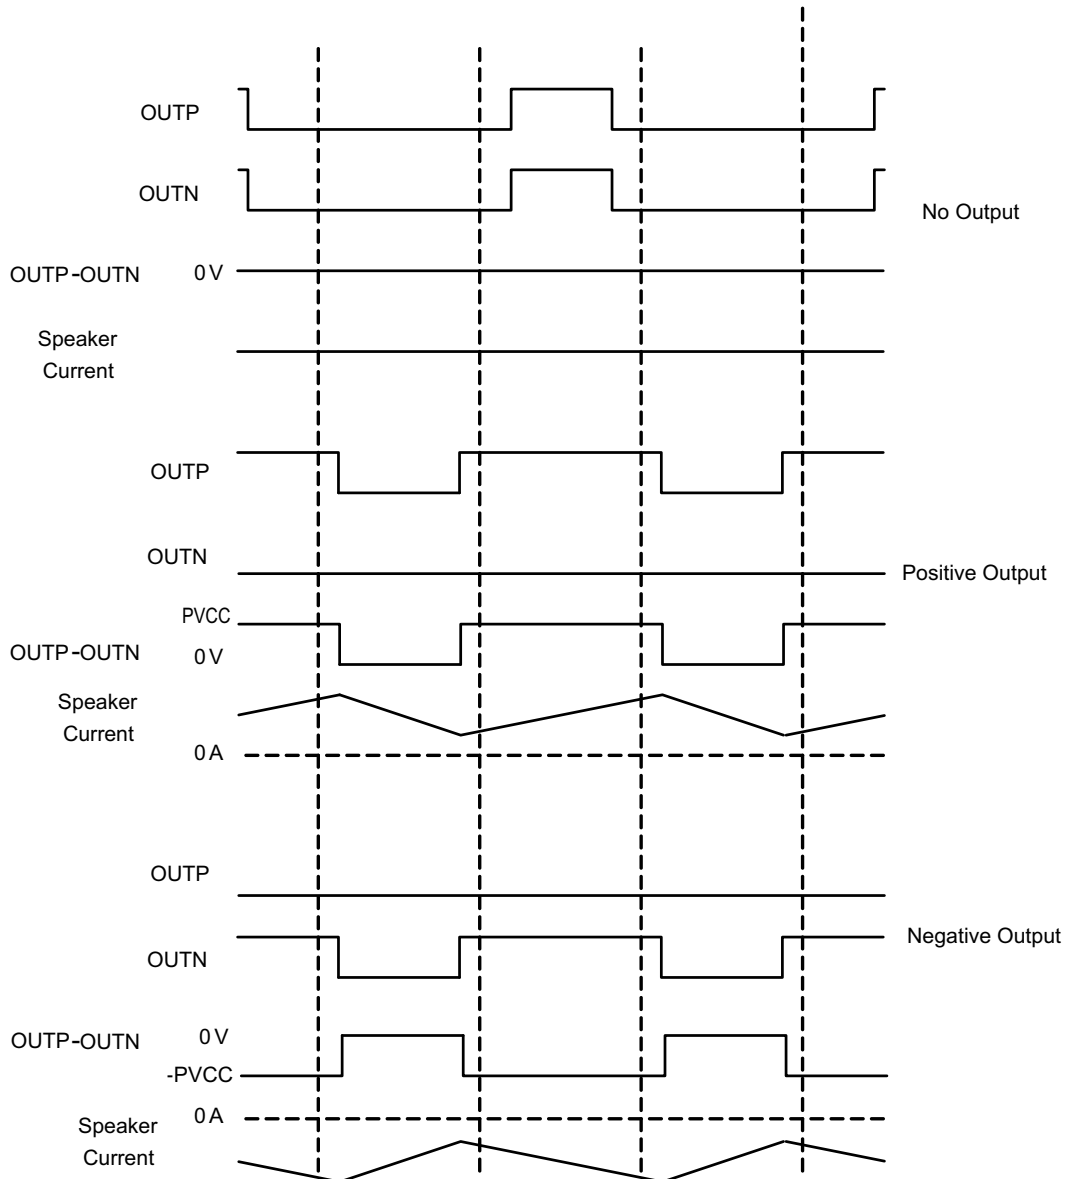 OUTP
OUTN
No Output
OUTP-OUTN 0 V
Speaker
Current
OUTP
OUTN
Positive Output
PVCC
OUTP-OUTN 0 V
Speaker
Current
0 A
OUTP
Negative Output
OUTN
OUTP-OUTN 0 V
-PVCC
0 A
Speaker
Current